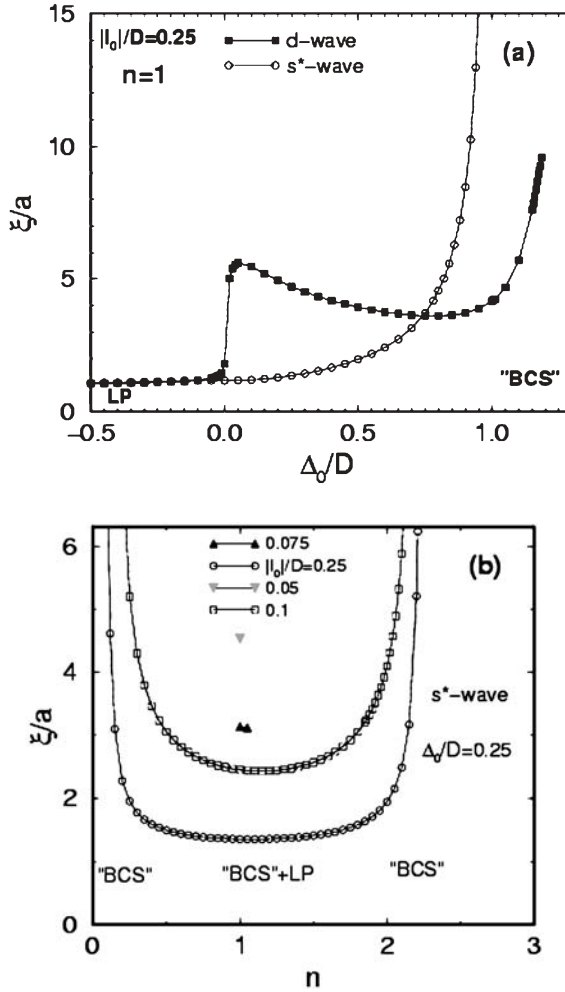 15
|I₀|/D=0.25
d-wave
(a)
n=1
s*-wave
10
ξ/a
5
LP
"BCS"
0
−0.5
0.0
0.5
1.0
Δ₀/D
6
0.075
(b)
|I₀|/D=0.25
0.05
0.1
4
ξ/a
s*-wave
Δ₀/D=0.25
2
"BCS"
"BCS"+LP
"BCS"
0
0
1
2
3
n